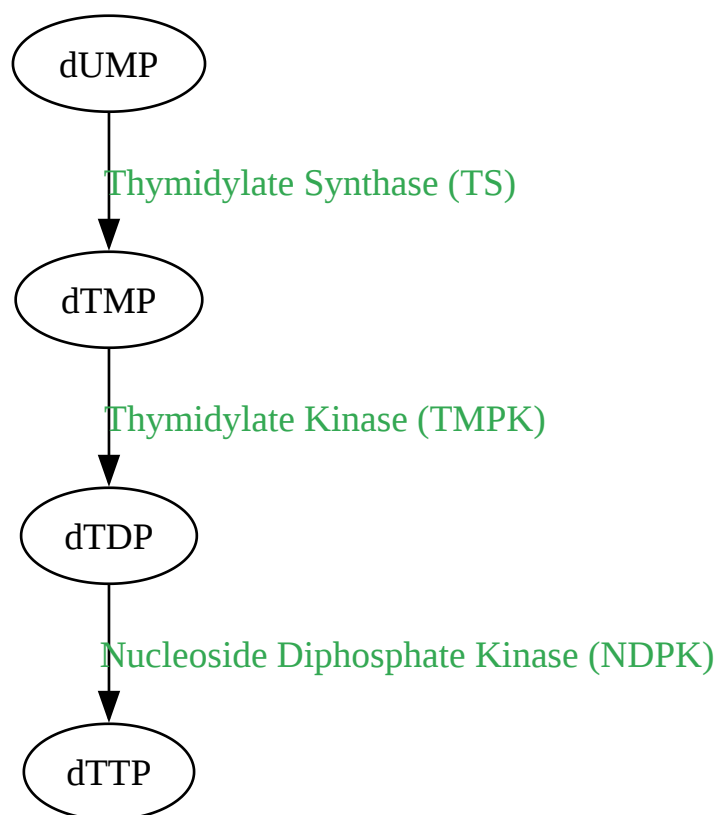 dUMP
Thymidylate Synthase (TS)
dTMP
Thymidylate Kinase (TMPK)
dTDP
Nucleoside Diphosphate Kinase (NDPK)
dTTP